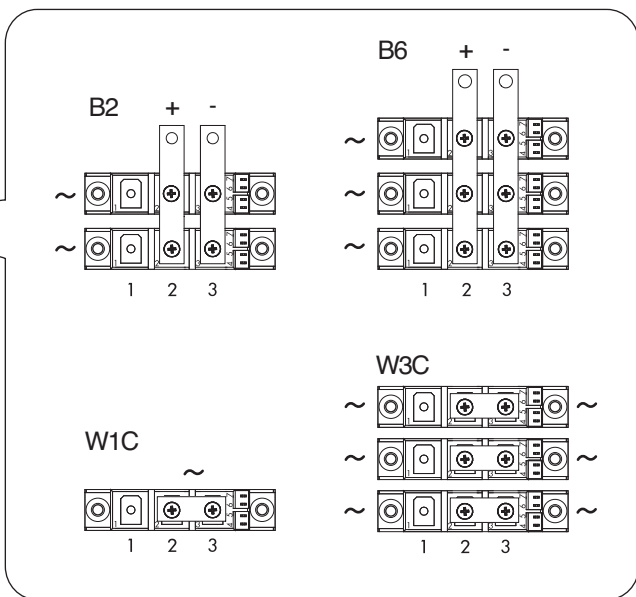 B2 + -
~
~
1 2 3
B6 + -
~
~
~
1 2 3
W1C
~
1 2 3
W3C
~ ~
~ ~
~ ~
1 2 3